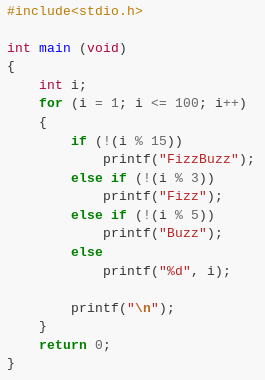 #include<stdio.h>

int main (void)
{
    int i;
    for (i = 1; i <= 100; i++)
    {
        if (!(i % 15))
            printf("FizzBuzz");
        else if (!(i % 3))
            printf("Fizz");
        else if (!(i % 5))
            printf("Buzz");
        else
            printf("%d", i);

        printf("\n");
    }
    return 0;
}